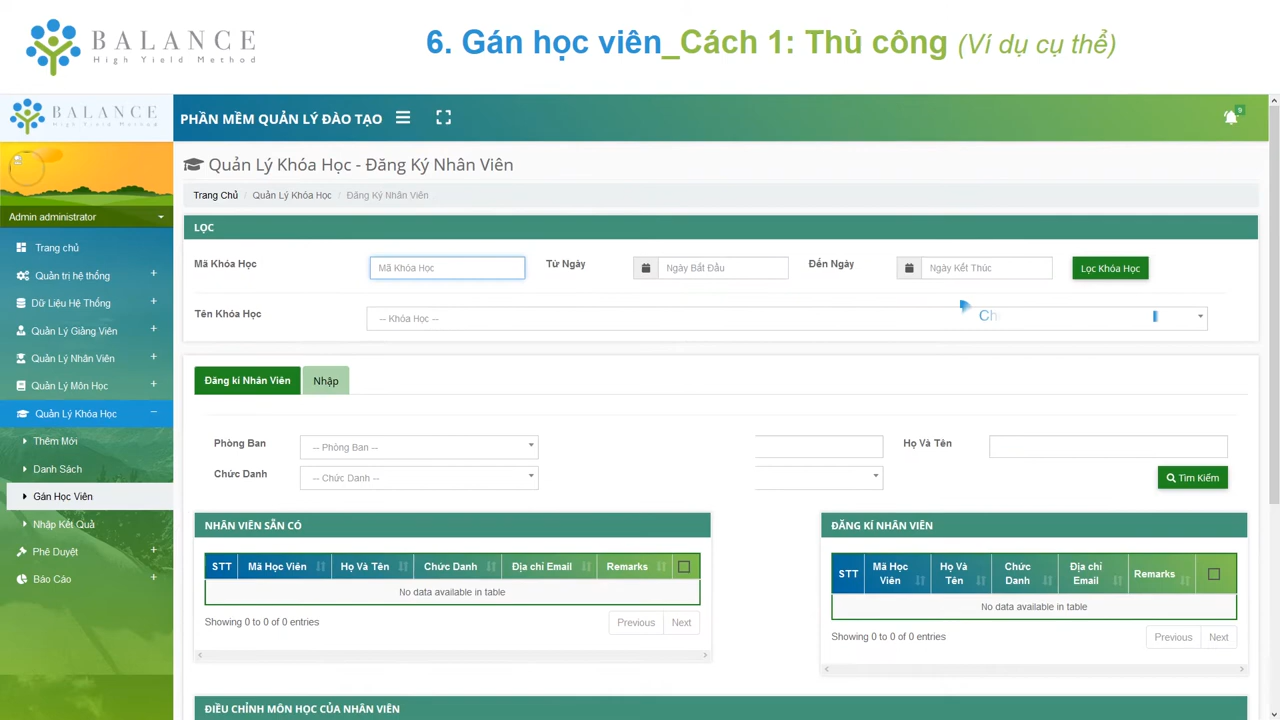 BALANCE
High Yield Method
6. Gán học viên_Cách 1: Thủ công (Ví dụ cụ thể)
BALANCE
PHẦN MỀM QUẢN LÝ ĐÀO TẠO
9
Quản Lý Khóa Học - Đăng Ký Nhân Viên
Trang Chủ / Quản Lý Khóa Học / Đăng Ký Nhân Viên
Admin administrator
Trang chủ
Quản trị hệ thống +
Dữ Liệu Hệ Thống +
Quản Lý Giảng Viên +
Quản Lý Nhân Viên +
Quản Lý Môn Học +
Quản Lý Khóa Học −
Thêm Mới
Danh Sách
Gán Học Viên
Nhập Kết Quả
Phê Duyệt +
Báo Cáo +
LỌC
Mã Khóa Học Mã Khóa Học Từ Ngày Ngày Bắt Đầu Đến Ngày Ngày Kết Thúc Lọc Khóa Học
Tên Khóa Học -- Khóa Học -- Ch
Đăng kí Nhân Viên Nhập
Phòng Ban -- Phòng Ban -- Họ Và Tên
Chức Danh -- Chức Danh -- Tìm Kiếm
NHÂN VIÊN SẴN CÓ
STT Mã Học Viên Họ Và Tên Chức Danh Địa chỉ Email Remarks
No data available in table
Showing 0 to 0 of 0 entries Previous Next
ĐĂNG KÍ NHÂN VIÊN
STT Mã Học Viên Họ Và Tên Chức Danh Địa chỉ Email Remarks
No data available in table
Showing 0 to 0 of 0 entries Previous Next
ĐIỀU CHỈNH MÔN HỌC CỦA NHÂN VIÊN